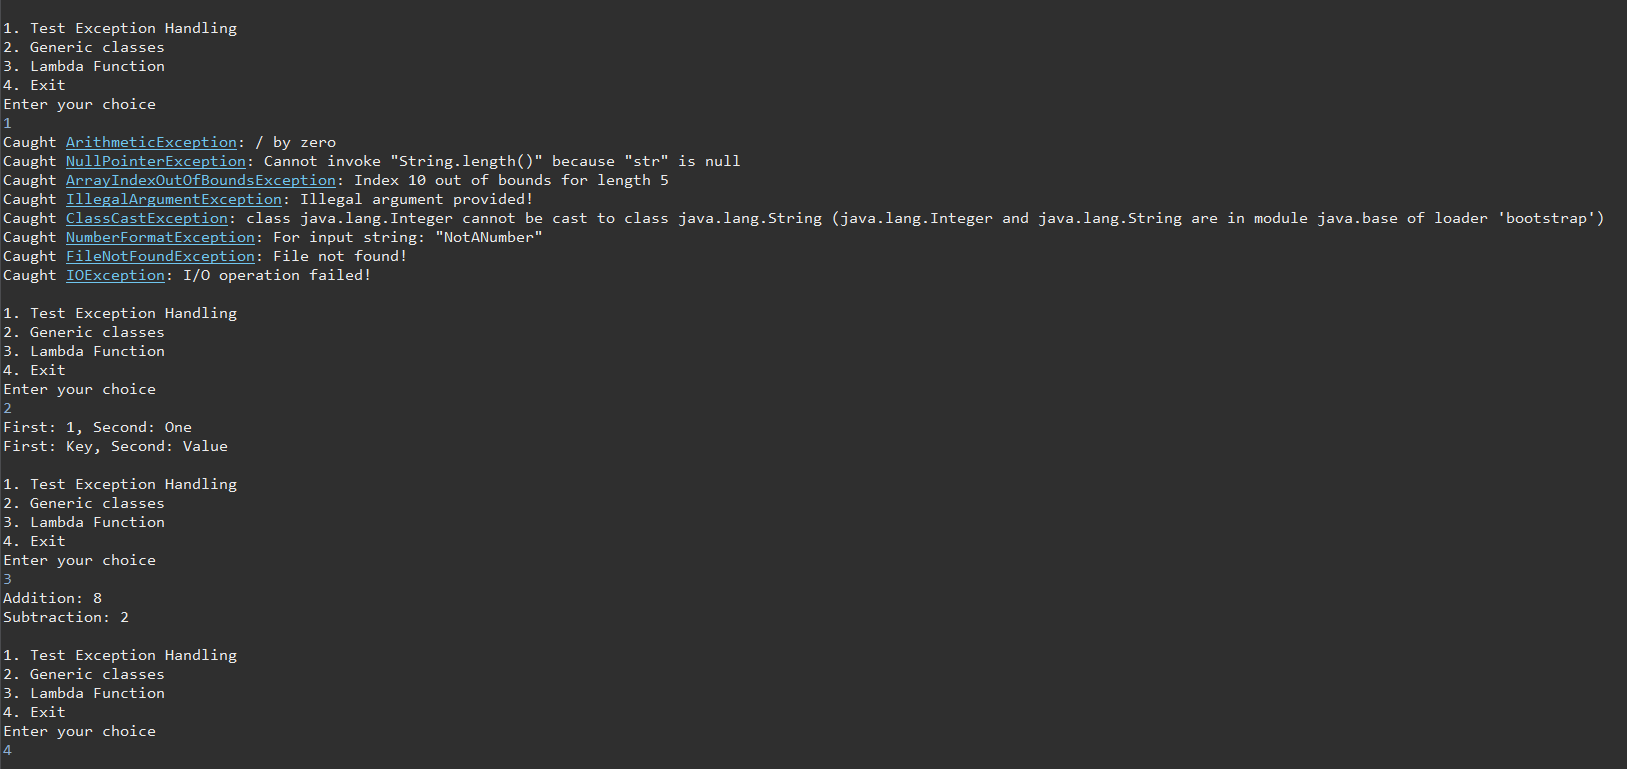 1. Test Exception Handling
2. Generic classes
3. Lambda Function
4. Exit
Enter your choice
1
Caught ArithmeticException: / by zero
Caught NullPointerException: Cannot invoke "String.length()" because "str" is null
Caught ArrayIndexOutOfBoundsException: Index 10 out of bounds for length 5
Caught IllegalArgumentException: Illegal argument provided!
Caught ClassCastException: class java.lang.Integer cannot be cast to class java.lang.String (java.lang.Integer and java.lang.String are in module java.base of loader 'bootstrap')
Caught NumberFormatException: For input string: "NotANumber"
Caught FileNotFoundException: File not found!
Caught IOException: I/O operation failed!
1. Test Exception Handling
2. Generic classes
3. Lambda Function
4. Exit
Enter your choice
2
First: 1, Second: One
First: Key, Second: Value
1. Test Exception Handling
2. Generic classes
3. Lambda Function
4. Exit
Enter your choice
3
Addition: 8
Subtraction: 2
1. Test Exception Handling
2. Generic classes
3. Lambda Function
4. Exit
Enter your choice
4